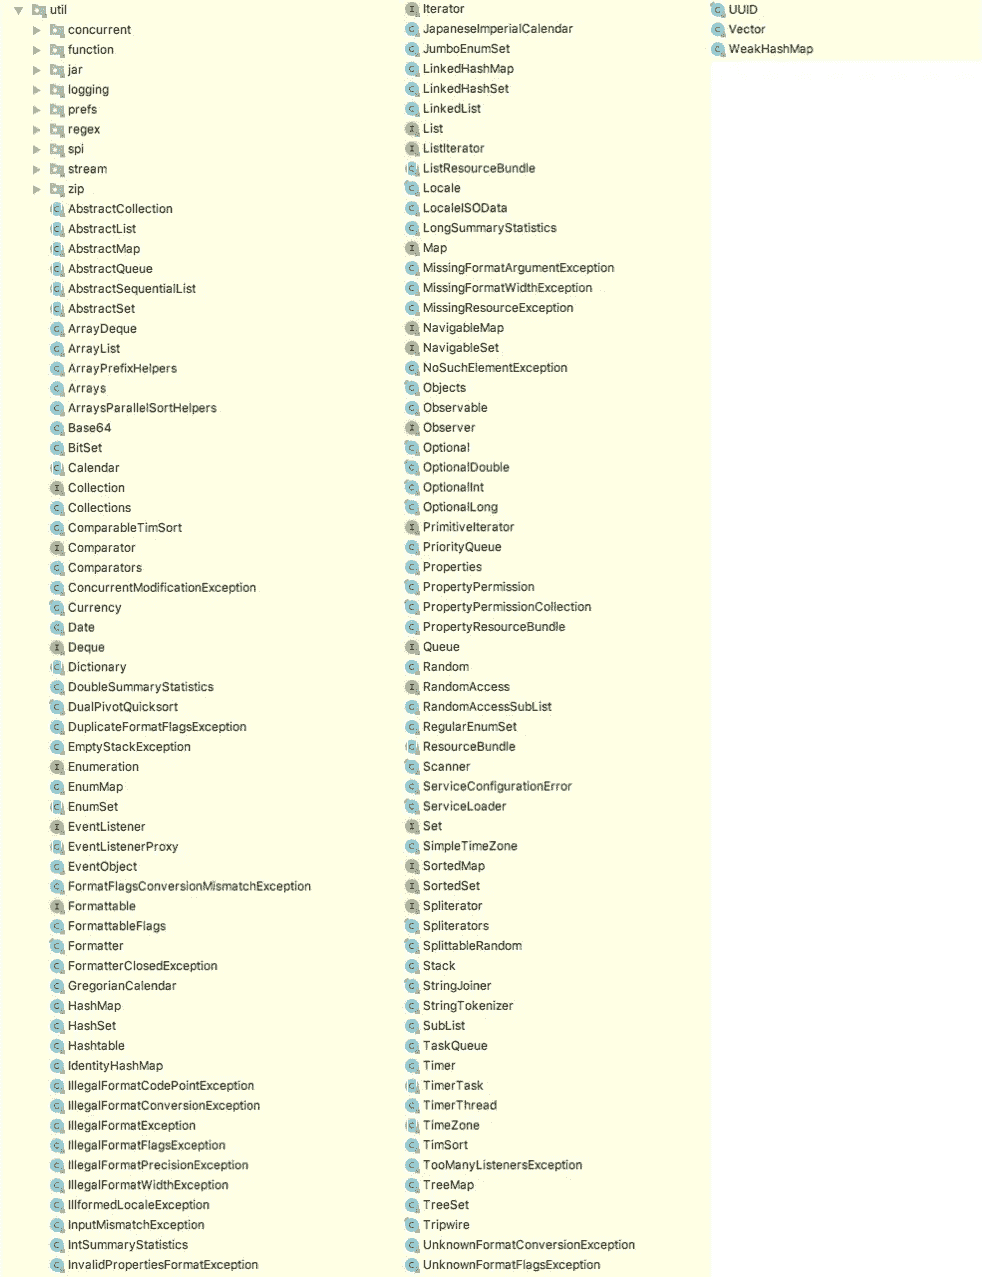 util
concurrent
function
jar
logging
prefs
regex
spi
stream
zip
AbstractCollection
AbstractList
AbstractMap
AbstractQueue
AbstractSequentialList
AbstractSet
ArrayDeque
ArrayList
ArrayPrefixHelpers
Arrays
ArraysParallelSortHelpers
Base64
BitSet
Calendar
Collection
Collections
ComparableTimSort
Comparator
Comparators
ConcurrentModificationException
Currency
Date
Deque
Dictionary
DoubleSummaryStatistics
DualPivotQuicksort
DuplicateFormatFlagsException
EmptyStackException
Enumeration
EnumMap
EnumSet
EventListener
EventListenerProxy
EventObject
FormatFlagsConversionMismatchException
Formattable
FormattableFlags
Formatter
FormatterClosedException
GregorianCalendar
HashMap
HashSet
Hashtable
IdentityHashMap
IllegalFormatCodePointException
IllegalFormatConversionException
IllegalFormatException
IllegalFormatFlagsException
IllegalFormatPrecisionException
IllegalFormatWidthException
IllformedLocaleException
InputMismatchException
IntSummaryStatistics
InvalidPropertiesFormatException
Iterator
JapaneseImperialCalendar
JumboEnumSet
LinkedHashMap
LinkedHashSet
LinkedList
List
ListIterator
ListResourceBundle
Locale
LocaleISOData
LongSummaryStatistics
Map
MissingFormatArgumentException
MissingFormatWidthException
MissingResourceException
NavigableMap
NavigableSet
NoSuchElementException
Objects
Observable
Observer
Optional
OptionalDouble
OptionalInt
OptionalLong
PrimitiveIterator
PriorityQueue
Properties
PropertyPermission
PropertyPermissionCollection
PropertyResourceBundle
Queue
Random
RandomAccess
RandomAccessSubList
RegularEnumSet
ResourceBundle
Scanner
ServiceConfigurationError
ServiceLoader
Set
SimpleTimeZone
SortedMap
SortedSet
Spliterator
Spliterators
SplittableRandom
Stack
StringJoiner
StringTokenizer
SubList
TaskQueue
Timer
TimerTask
TimerThread
TimeZone
TimSort
TooManyListenersException
TreeMap
TreeSet
Tripwire
UnknownFormatConversionException
UnknownFormatFlagsException
UUID
Vector
WeakHashMap